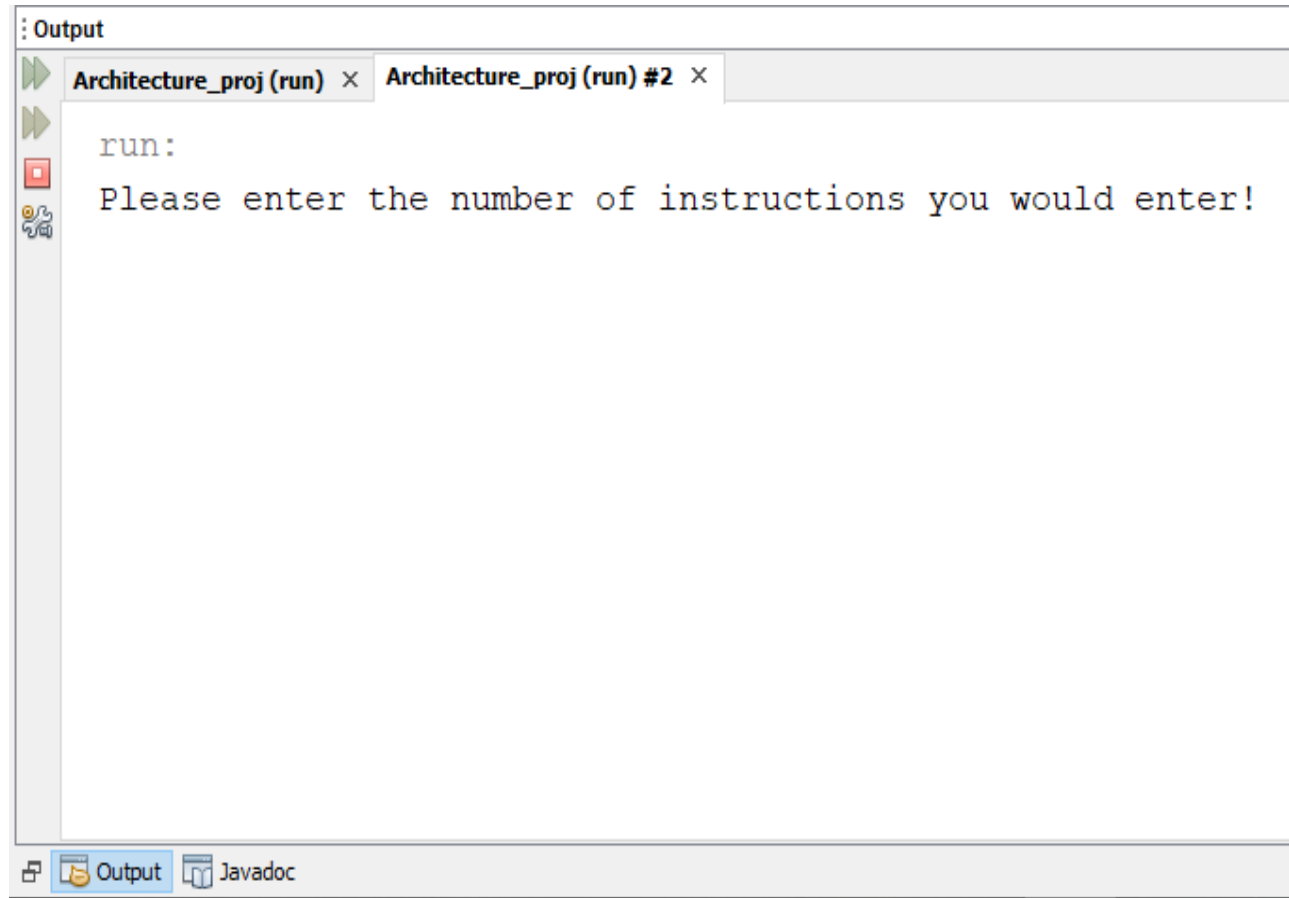 Output
Architecture_proj (run) Architecture_proj (run) #2
run:
Please enter the number of instructions you would enter!
Output Javadoc